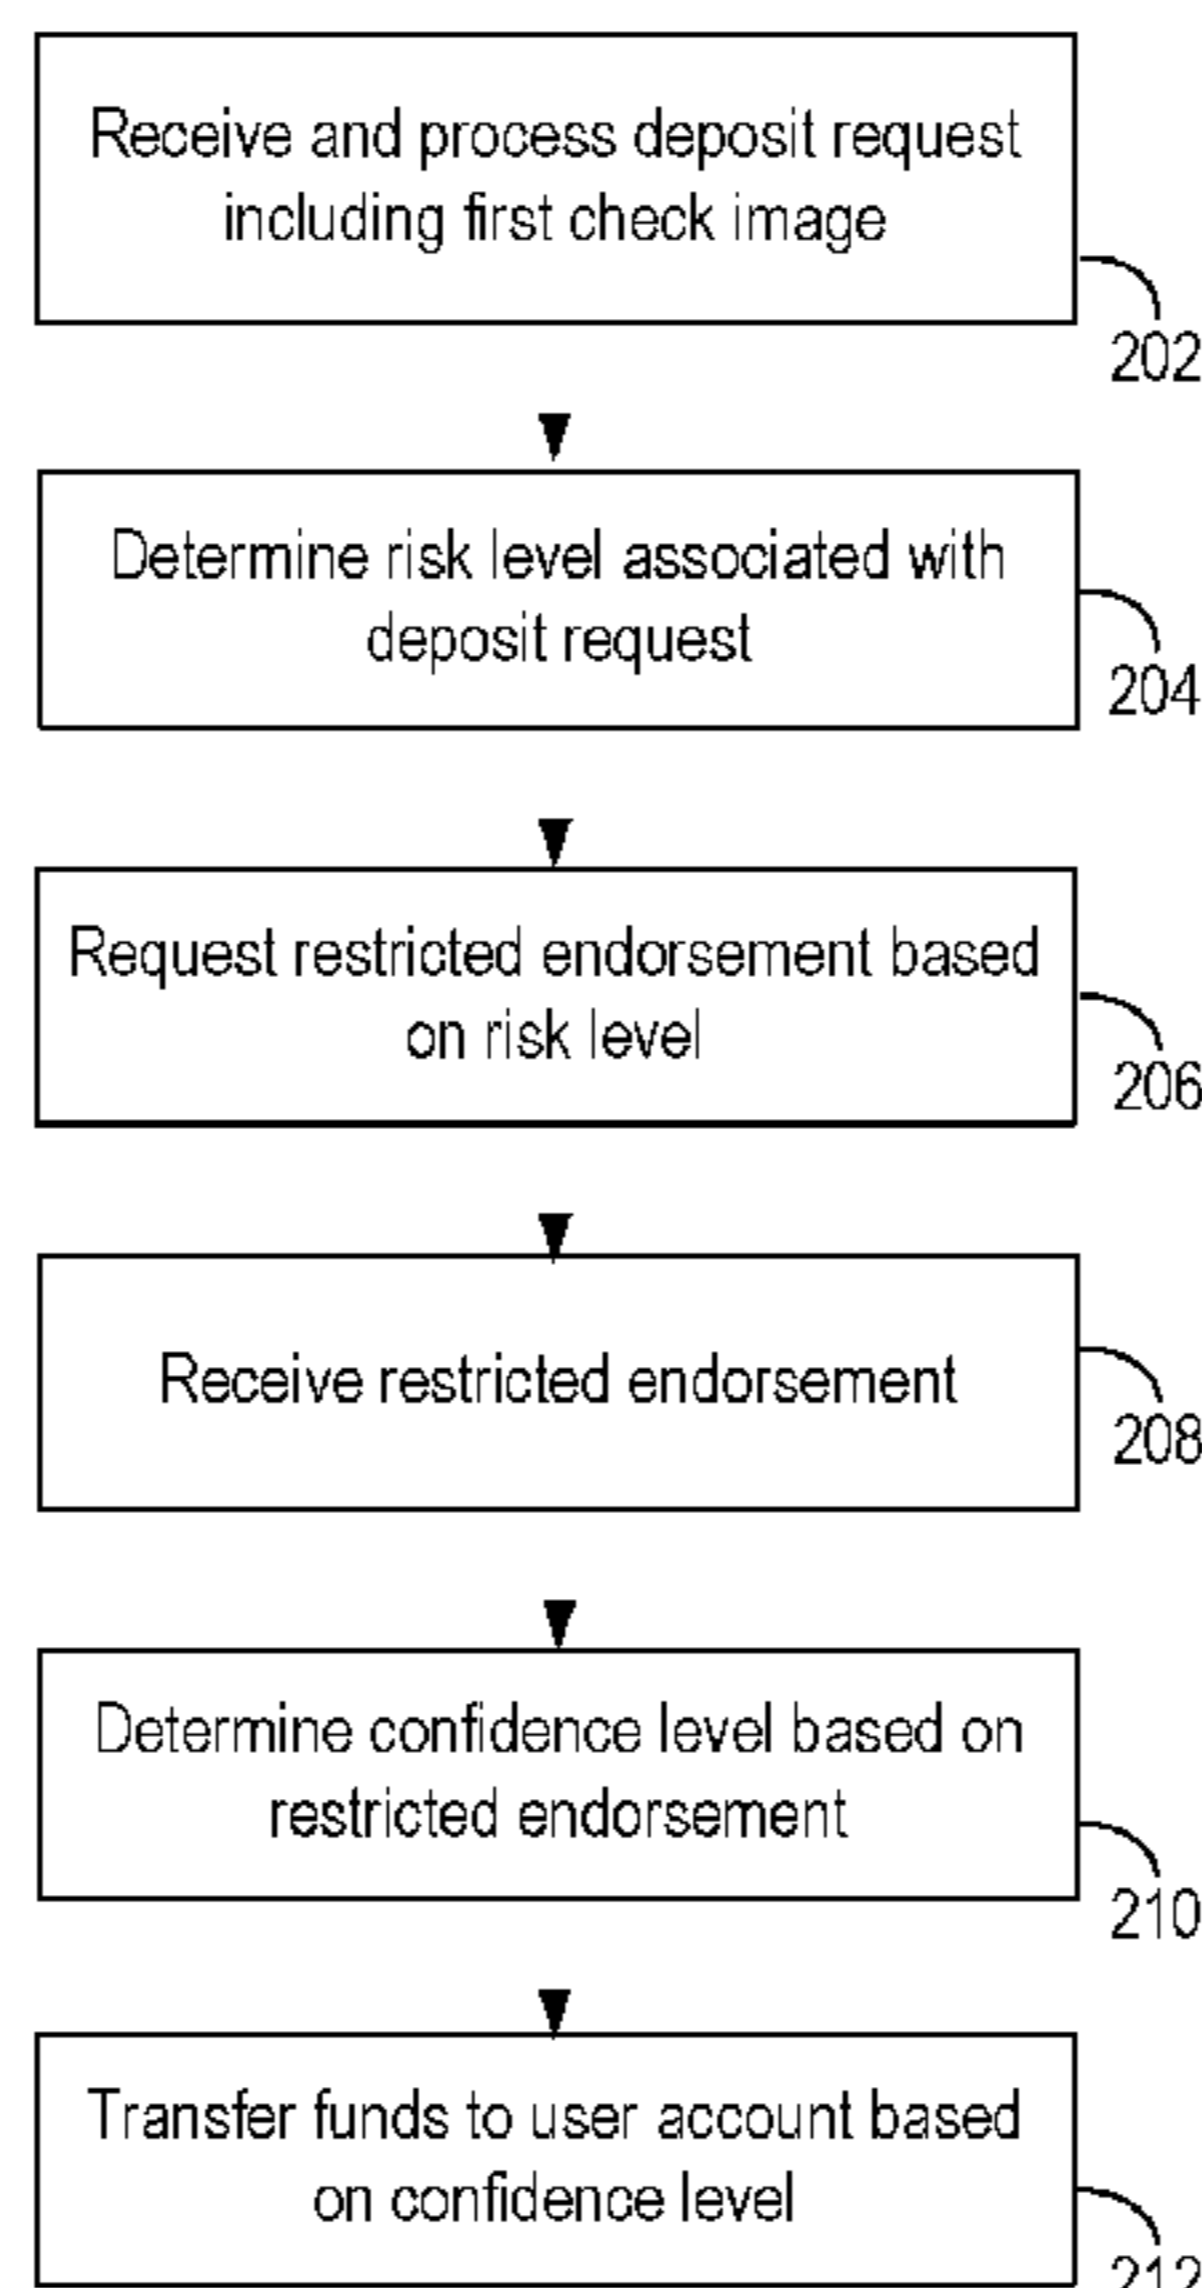 Receive and process deposit request
including first check image
202
Determine risk level associated with
deposit request
204
Request restricted endorsement based
on risk level
206
Receive restricted endorsement
208
Determine confidence level based on
restricted endorsement
210
Transfer funds to user account based
on confidence level
212